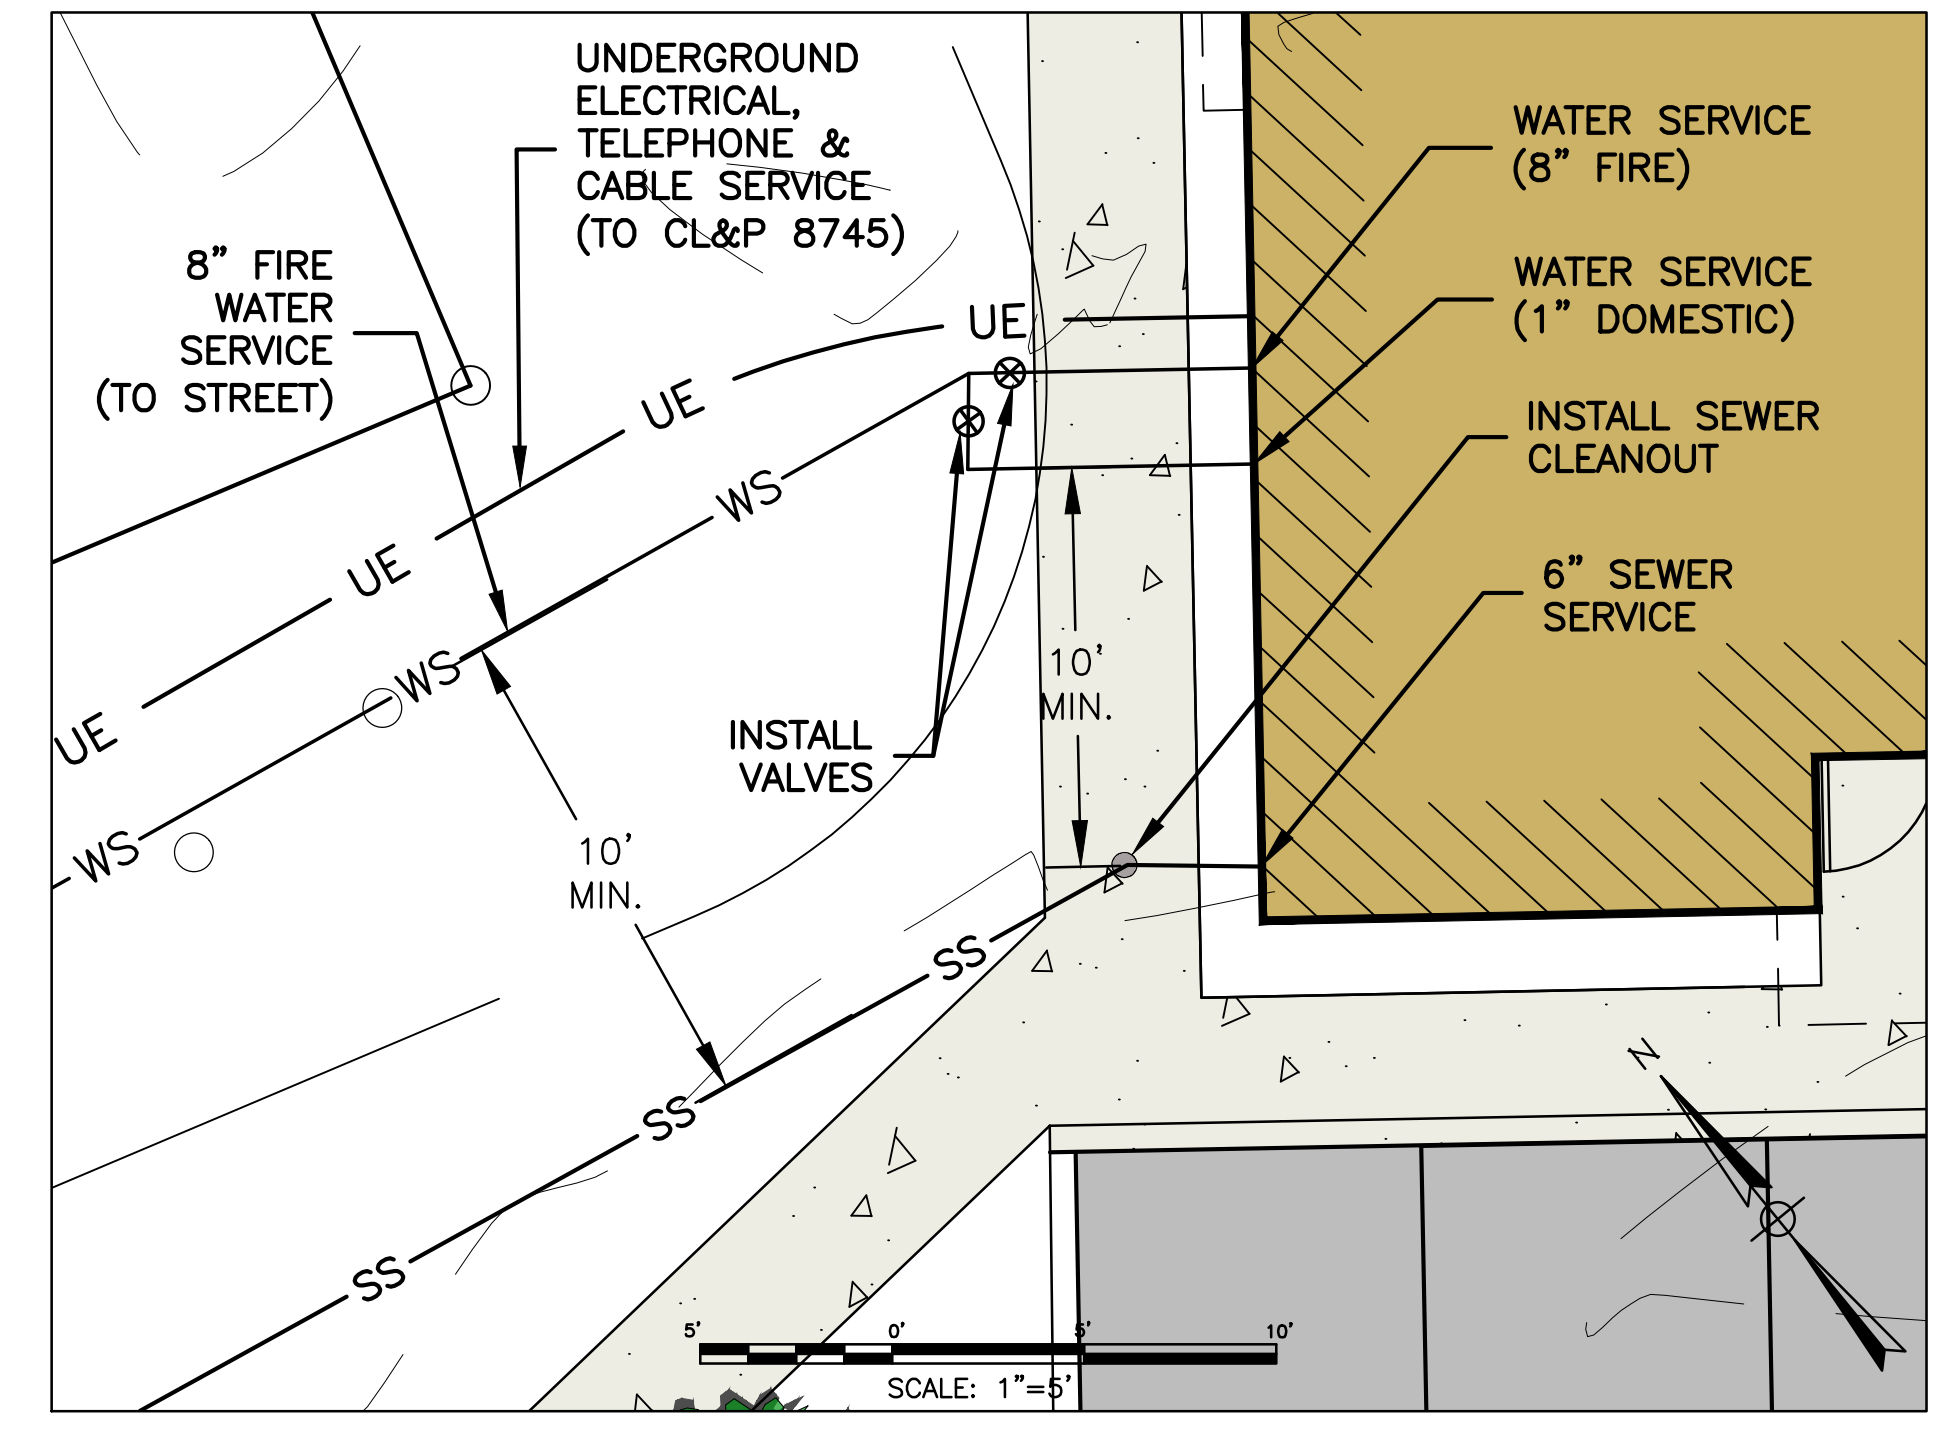 UNDERGROUND
ELECTRICAL,
TELEPHONE &
CABLE SERVICE
(TO CL&P 8745)
8" FIRE
WATER
SERVICE
(TO STREET)
WATER SERVICE
(8" FIRE)
WATER SERVICE
(1" DOMESTIC)
INSTALL SEWER
CLEANOUT
6" SEWER
SERVICE
UE
UE
UE
UE
WS
WS
WS
10'
MIN.
INSTALL
VALVES
10'
MIN.
SS
SS
SS
N
5' 0' 5' 10'
SCALE: 1"=5'